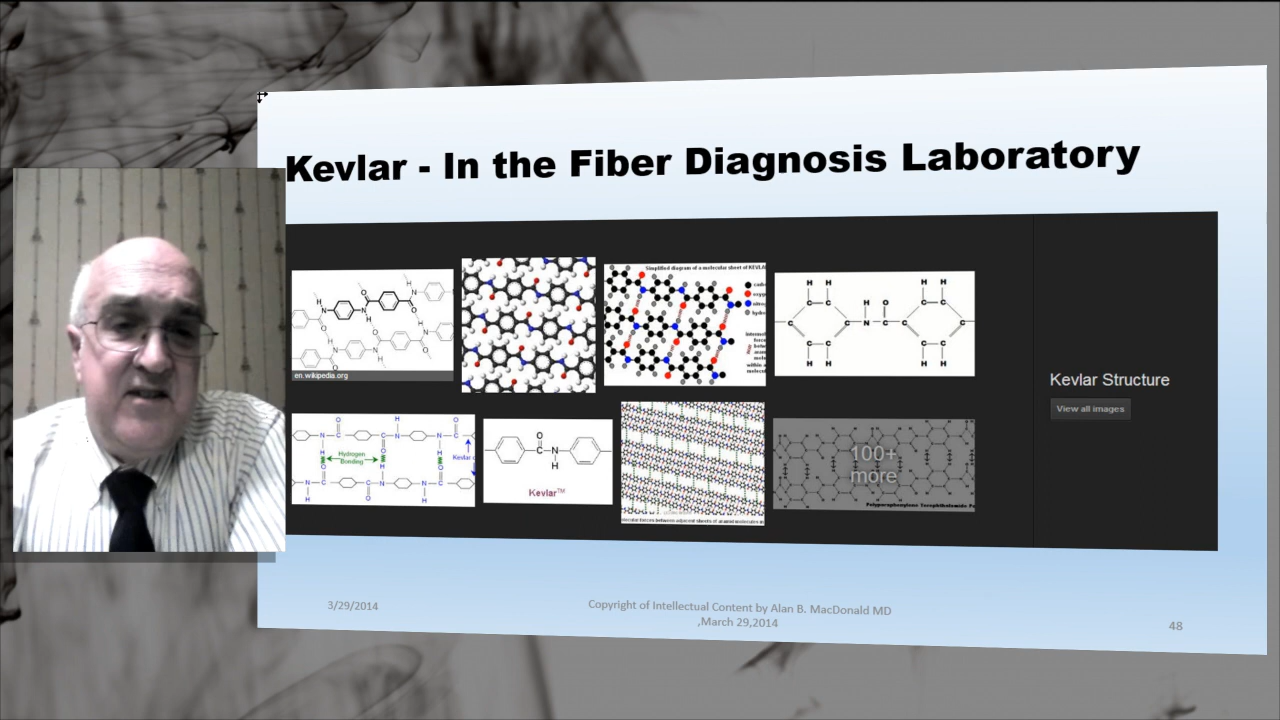 Kevlar - In the Fiber Diagnosis Laboratory
en.wikipedia.org
Simplified diagram of a molecular sheet of KEVLA
Hydrogen
Bonding
Kevlar
Kevlar™
100+
more
Kevlar Structure
View all images
3/29/2014
Copyright of Intellectual Content by Alan B. MacDonald MD
,March 29,2014
48